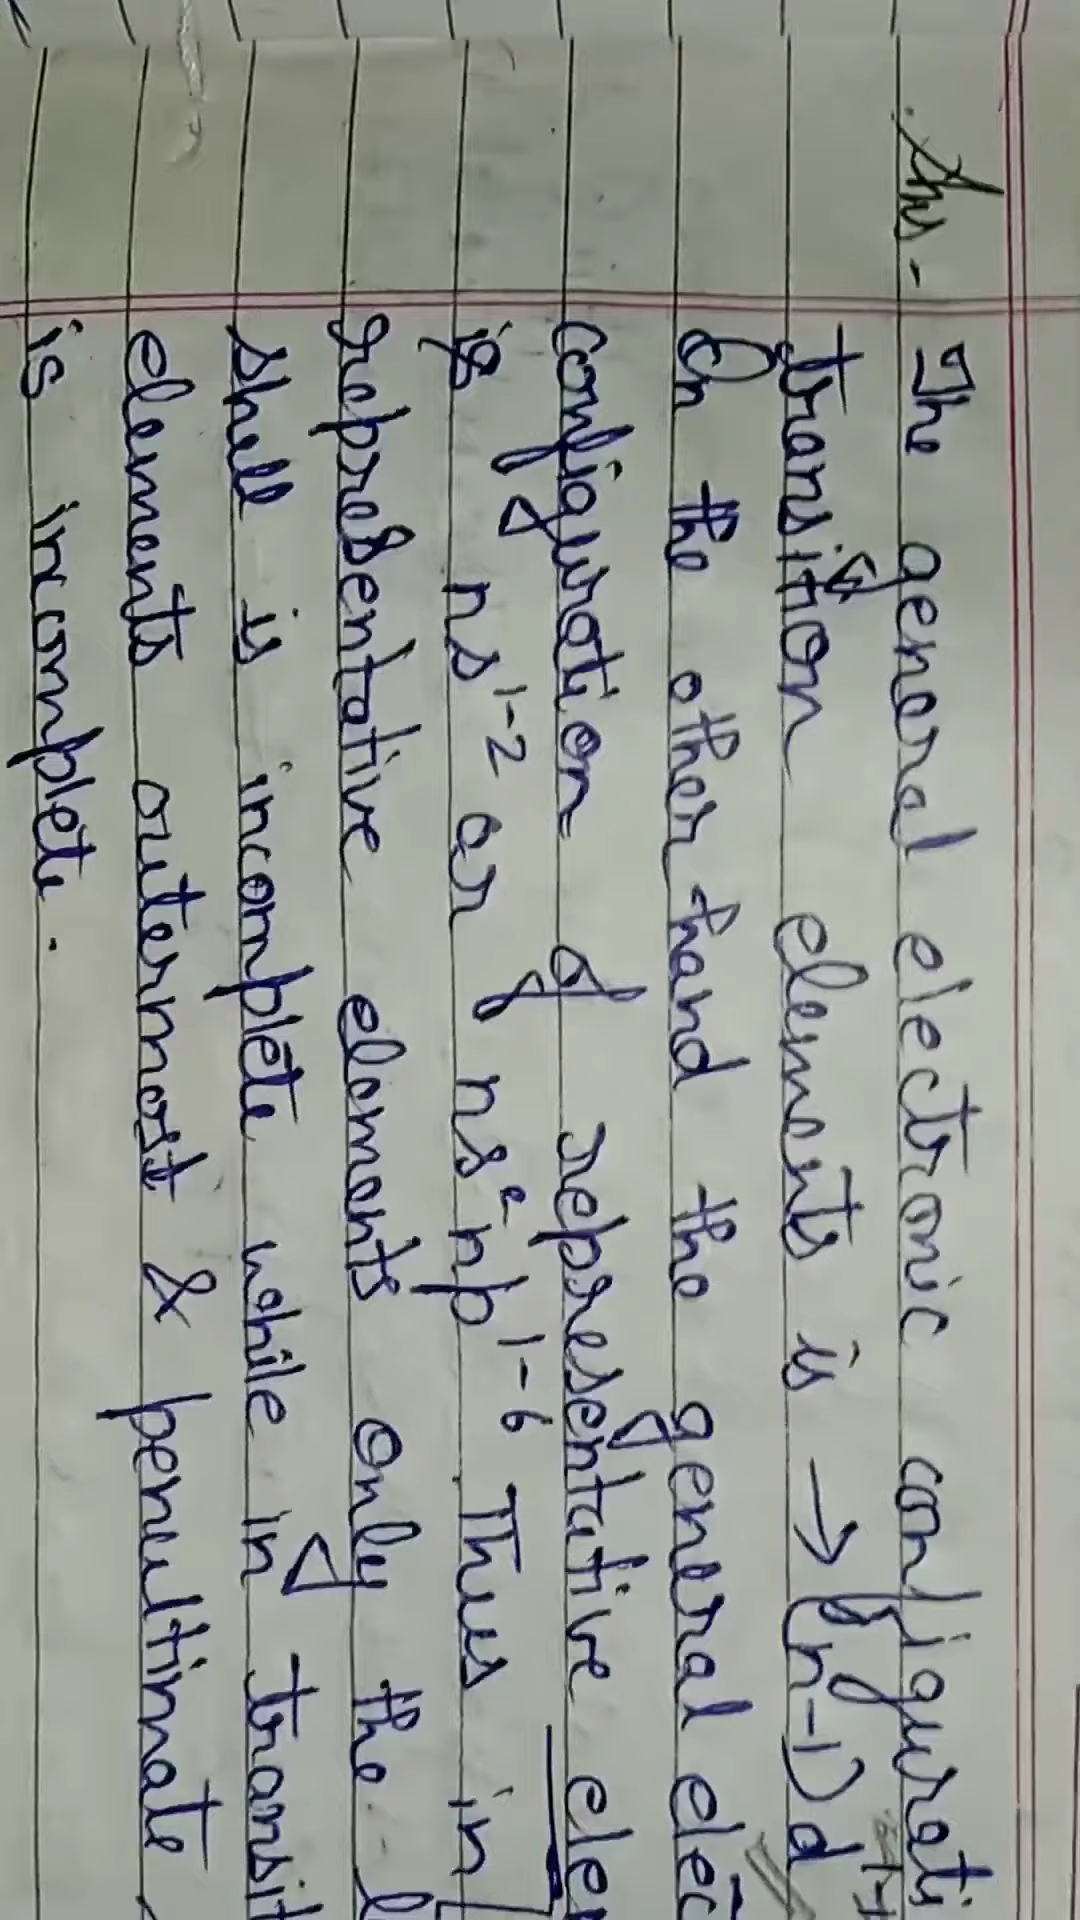 Ans- The general electronic configurati
transition elements is → (n-1)d¹⁻
On the other hand the general elec
configuration of representative elem
is ns¹⁻² or ns² np¹⁻⁶. Thus in
representative elements only the l
shell is incomplete while in transit
elements outermost & penultimate
is incomplete.